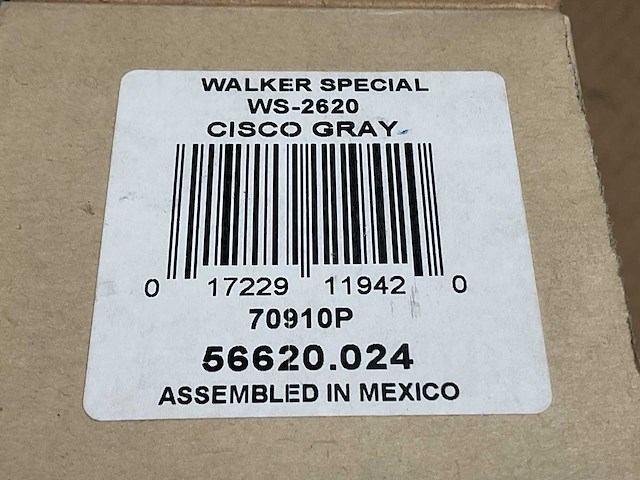 WALKER SPECIAL
WS-2620
CISCO GRAY
0 17229 11942 0
70910P
56620.024
ASSEMBLED IN MEXICO